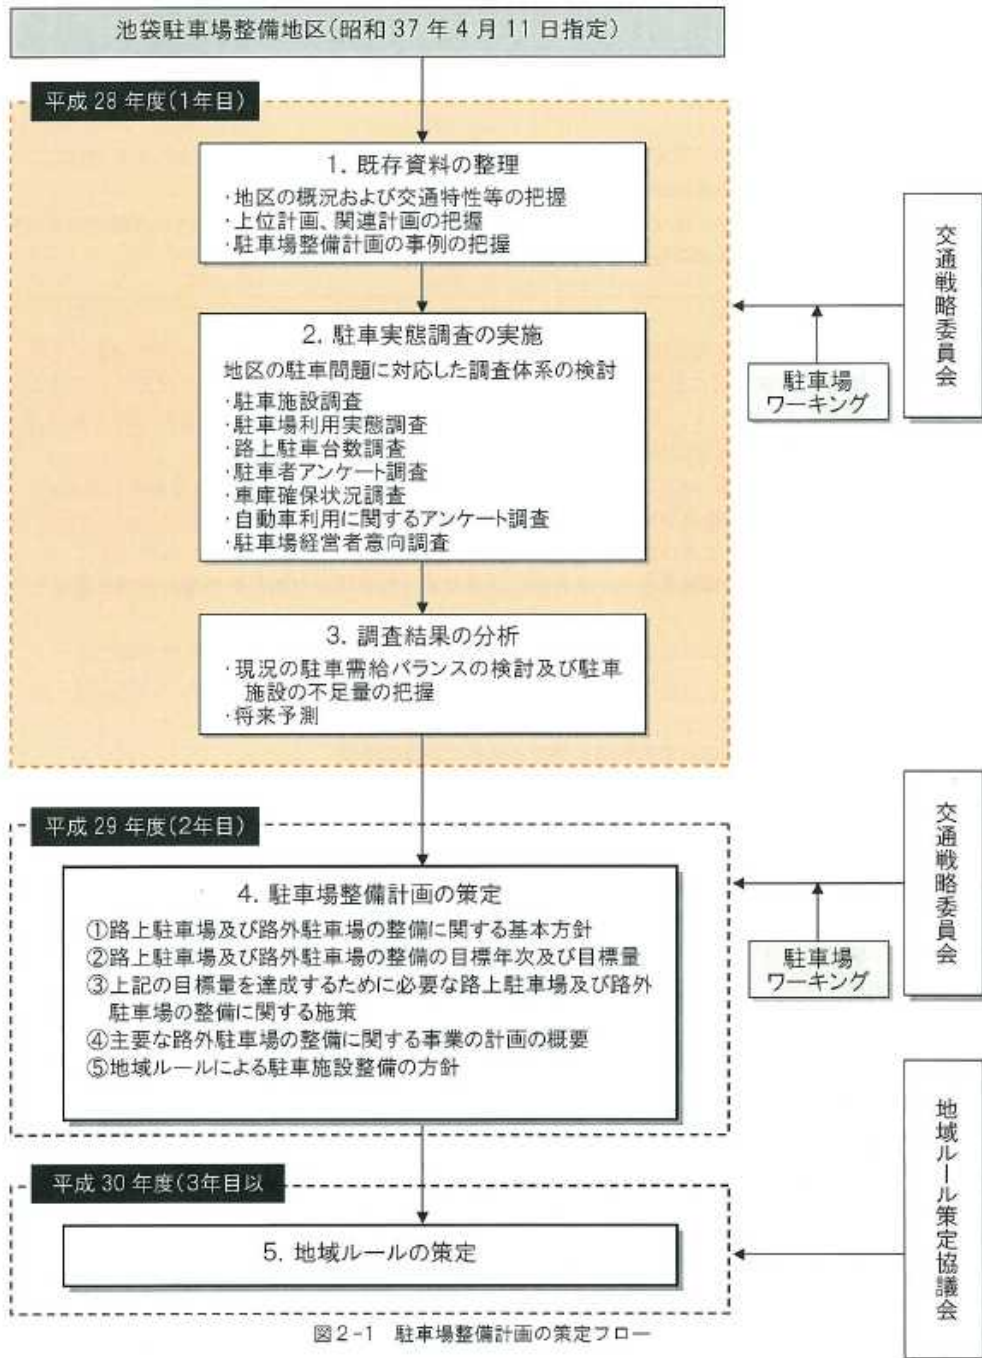 池袋駐車場整備地区(昭和37年4月11日指定)
平成28年度(1年目)
1. 既存資料の整理
・地区の概況および交通特性等の把握
・上位計画、関連計画の把握
・駐車場整備計画の事例の把握
2. 駐車実態調査の実施
地区の駐車問題に対応した調査体系の検討
・駐車施設調査
・駐車場利用実態調査
・路上駐車台数調査
・駐車者アンケート調査
・車庫確保状況調査
・自動車利用に関するアンケート調査
・駐車場経営者意向調査
3. 調査結果の分析
・現況の駐車需給バランスの検討及び駐車
施設の不足量の把握
・将来予測
交通戦略委員会
駐車場
ワーキング
平成29年度(2年目)
4. 駐車場整備計画の策定
①路上駐車場及び路外駐車場の整備に関する基本方針
②路上駐車場及び路外駐車場の整備の目標年次及び目標量
③上記の目標量を達成するために必要な路上駐車場及び路外
駐車場の整備に関する施策
④主要な路外駐車場の整備に関する事業の計画の概要
⑤地域ルールによる駐車施設整備の方針
交通戦略委員会
駐車場
ワーキング
平成30年度(3年目以
5. 地域ルールの策定
地域ルール策定協議会
図2-1 駐車場整備計画の策定フロー